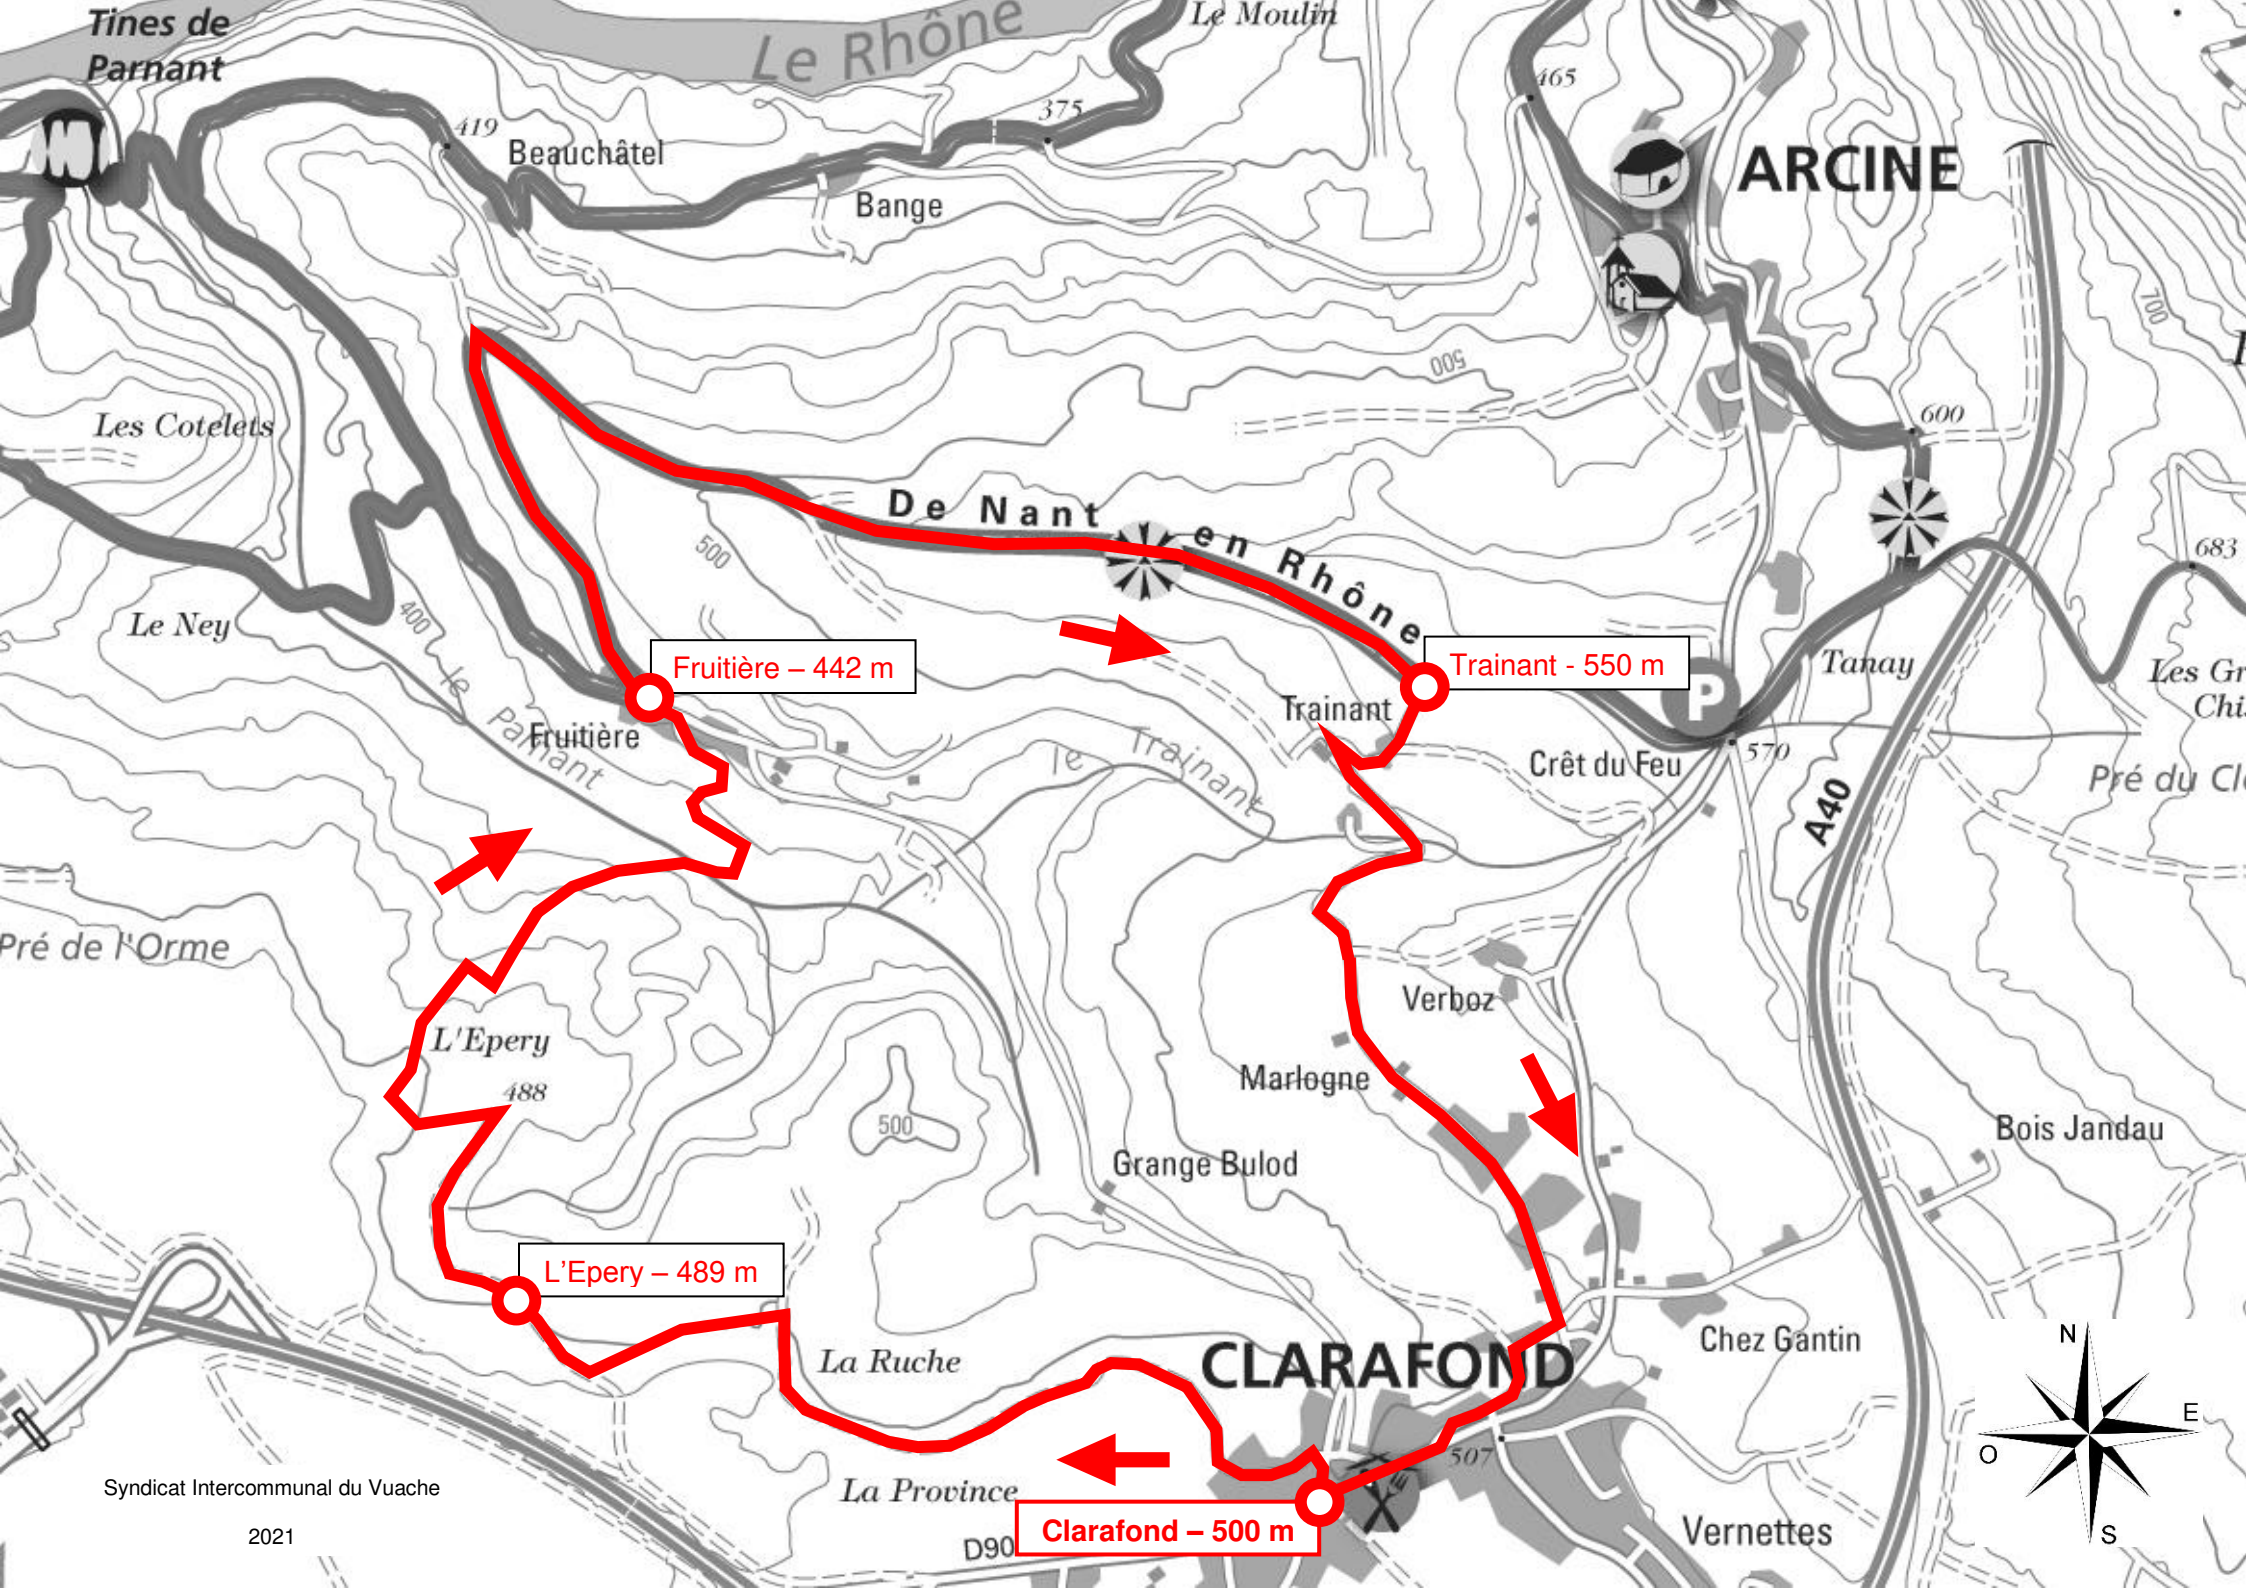 Tines de
Parnant
Le Rhône
Le Moulin
465
419
Beauchâtel
375
Bange
ARCINE
700
500
Les Cotelets
600
De Nant en Rhône
500
683
Le Ney
400
le Parnant
Fruitière – 442 m
Trainant - 550 m
Tanay
Les Gr
Chi
Trainant
P
Fruitière
le Trainant
Crêt du Feu
570
Pré du Cl
A40
Pré de l'Orme
Verboz
L'Epery
488
Marlogne
500
Bois Jandau
Grange Bulod
L’Epery – 489 m
La Ruche
CLARAFOND
Chez Gantin
N
E
O
S
507
Syndicat Intercommunal du Vuache
2021
La Province
Clarafond – 500 m
D90
Vernettes